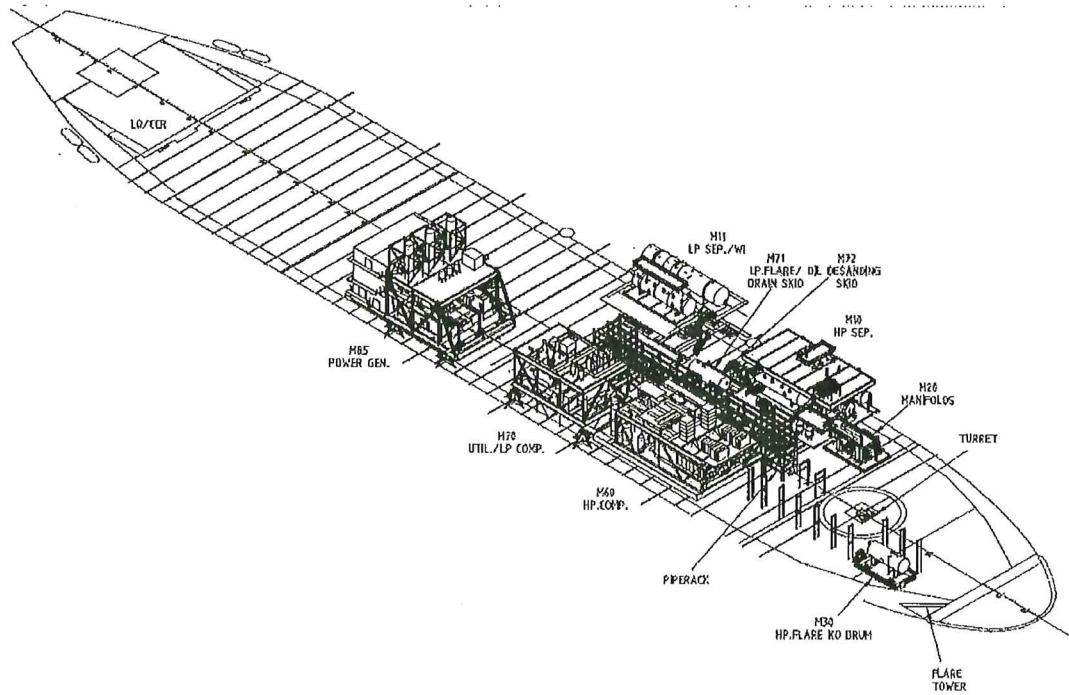 LQ/CCR
M11
LP SEP./WI
M71
LP.FLARE/
DRAIN SKID
M72
OIL DESANDING
SKID
M10
HP SEP.
M20
MANIFOLDS
TURRET
M65
POWER GEN.
M70
UTIL./LP COMP.
M60
HP.COMP.
PIPERACK
M30
HP.FLARE KO DRUM
FLARE
TOWER